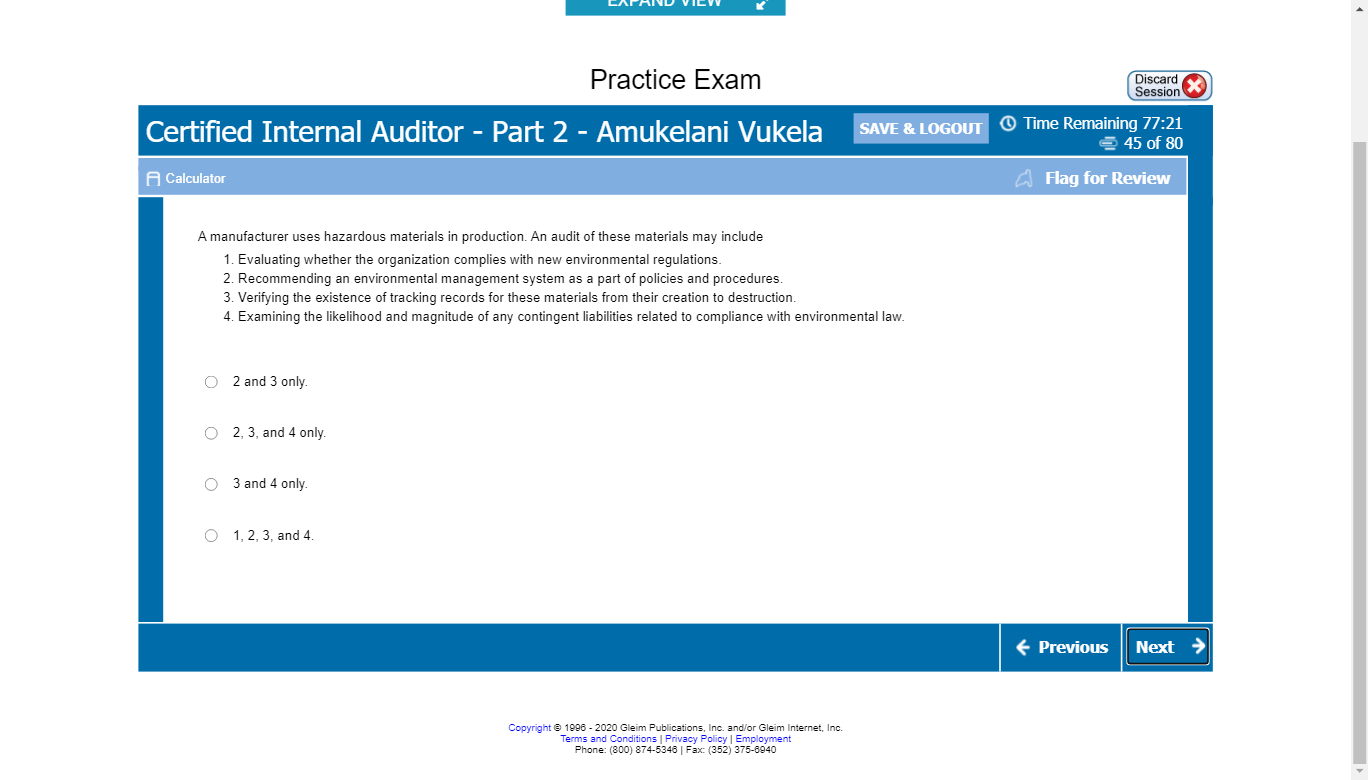 EXPAND VIEW
Practice Exam
Discard
Session
Certified Internal Auditor - Part 2 - Amukelani Vukela
SAVE & LOGOUT
Time Remaining 77:21
45 of 80
Calculator
Flag for Review
A manufacturer uses hazardous materials in production. An audit of these materials may include
1. Evaluating whether the organization complies with new environmental regulations.
2. Recommending an environmental management system as a part of policies and procedures.
3. Verifying the existence of tracking records for these materials from their creation to destruction.
4. Examining the likelihood and magnitude of any contingent liabilities related to compliance with environmental law.
2 and 3 only.
2, 3, and 4 only.
3 and 4 only.
1, 2, 3, and 4.
Previous
Next
Copyright © 1996 - 2020 Gleim Publications, Inc. and/or Gleim Internet, Inc.
Terms and Conditions | Privacy Policy | Employment
Phone: (800) 874-5346 | Fax: (352) 375-6940